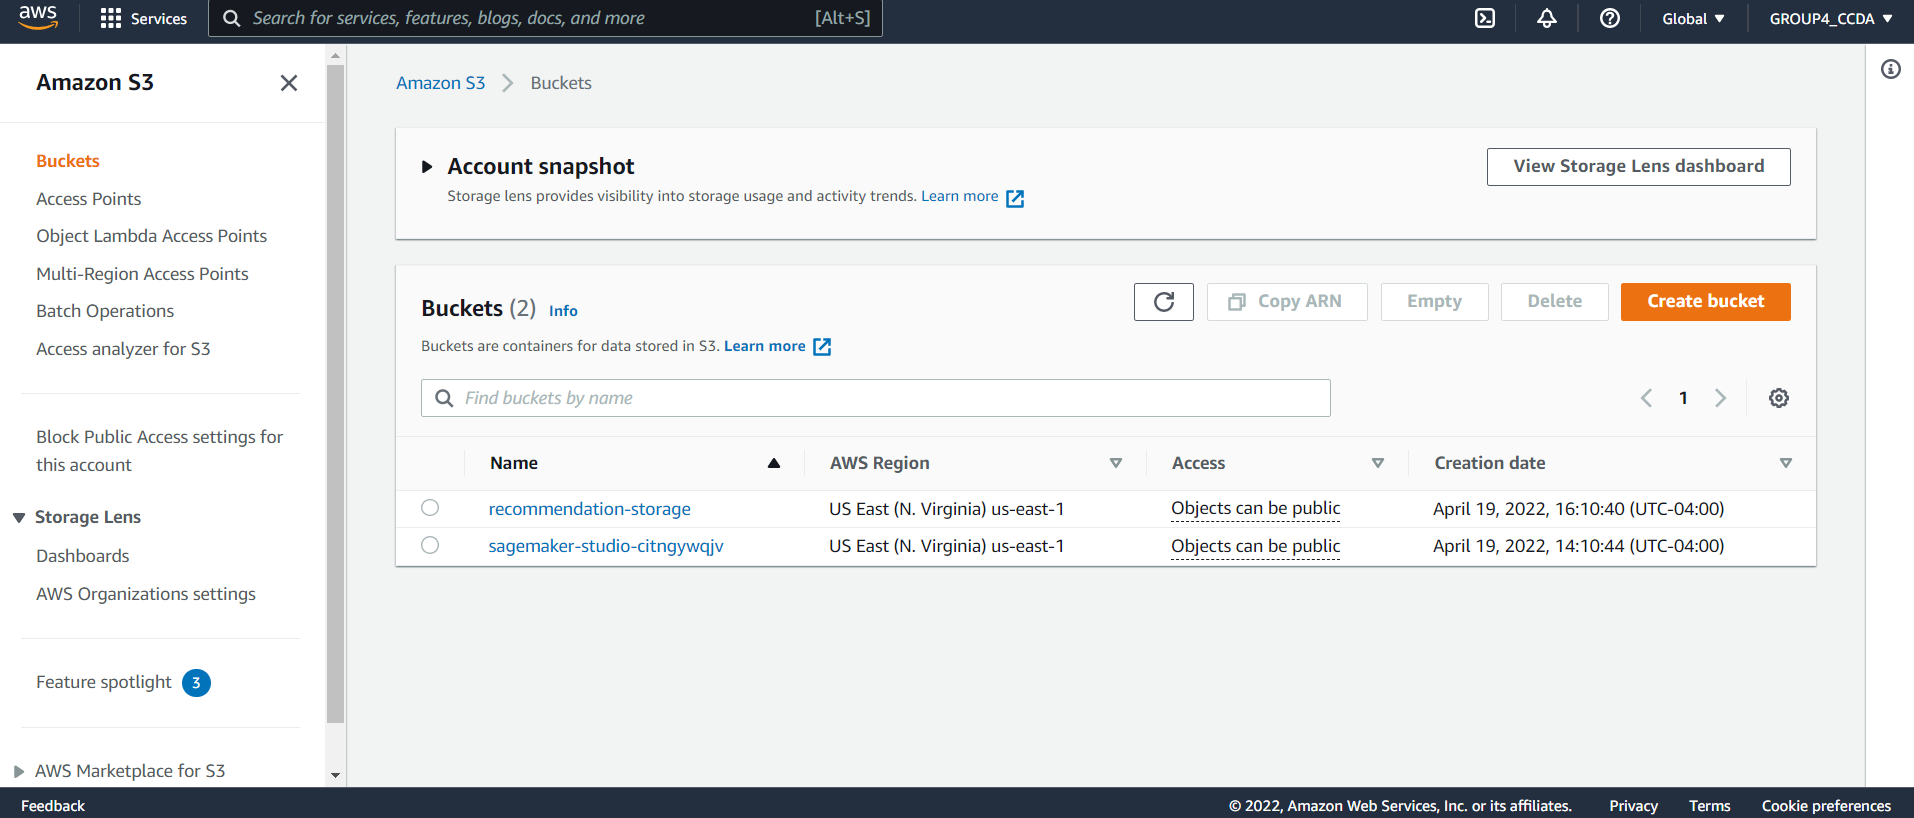 aws
Services
Search for services, features, blogs, docs, and more
[Alt+S]
Global
GROUP4_CCDA
Amazon S3
Buckets
Access Points
Object Lambda Access Points
Multi-Region Access Points
Batch Operations
Access analyzer for S3
Block Public Access settings for
this account
Storage Lens
Dashboards
AWS Organizations settings
Feature spotlight 3
AWS Marketplace for S3
Amazon S3 Buckets
Account snapshot
View Storage Lens dashboard
Storage lens provides visibility into storage usage and activity trends. Learn more
Buckets (2) Info
Copy ARN
Empty
Delete
Create bucket
Buckets are containers for data stored in S3. Learn more
Find buckets by name
1
Name AWS Region Access Creation date
recommendation-storage US East (N. Virginia) us-east-1 Objects can be public April 19, 2022, 16:10:40 (UTC-04:00)
sagemaker-studio-citngywqjv US East (N. Virginia) us-east-1 Objects can be public April 19, 2022, 14:10:44 (UTC-04:00)
Feedback
© 2022, Amazon Web Services, Inc. or its affiliates.
Privacy
Terms
Cookie preferences